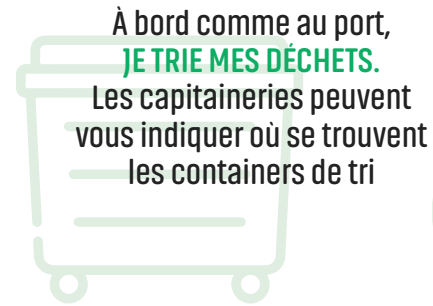 À bord comme au port,
JE TRIE MES DÉCHETS.
Les capitaineries peuvent
vous indiquer où se trouvent
les containers de tri